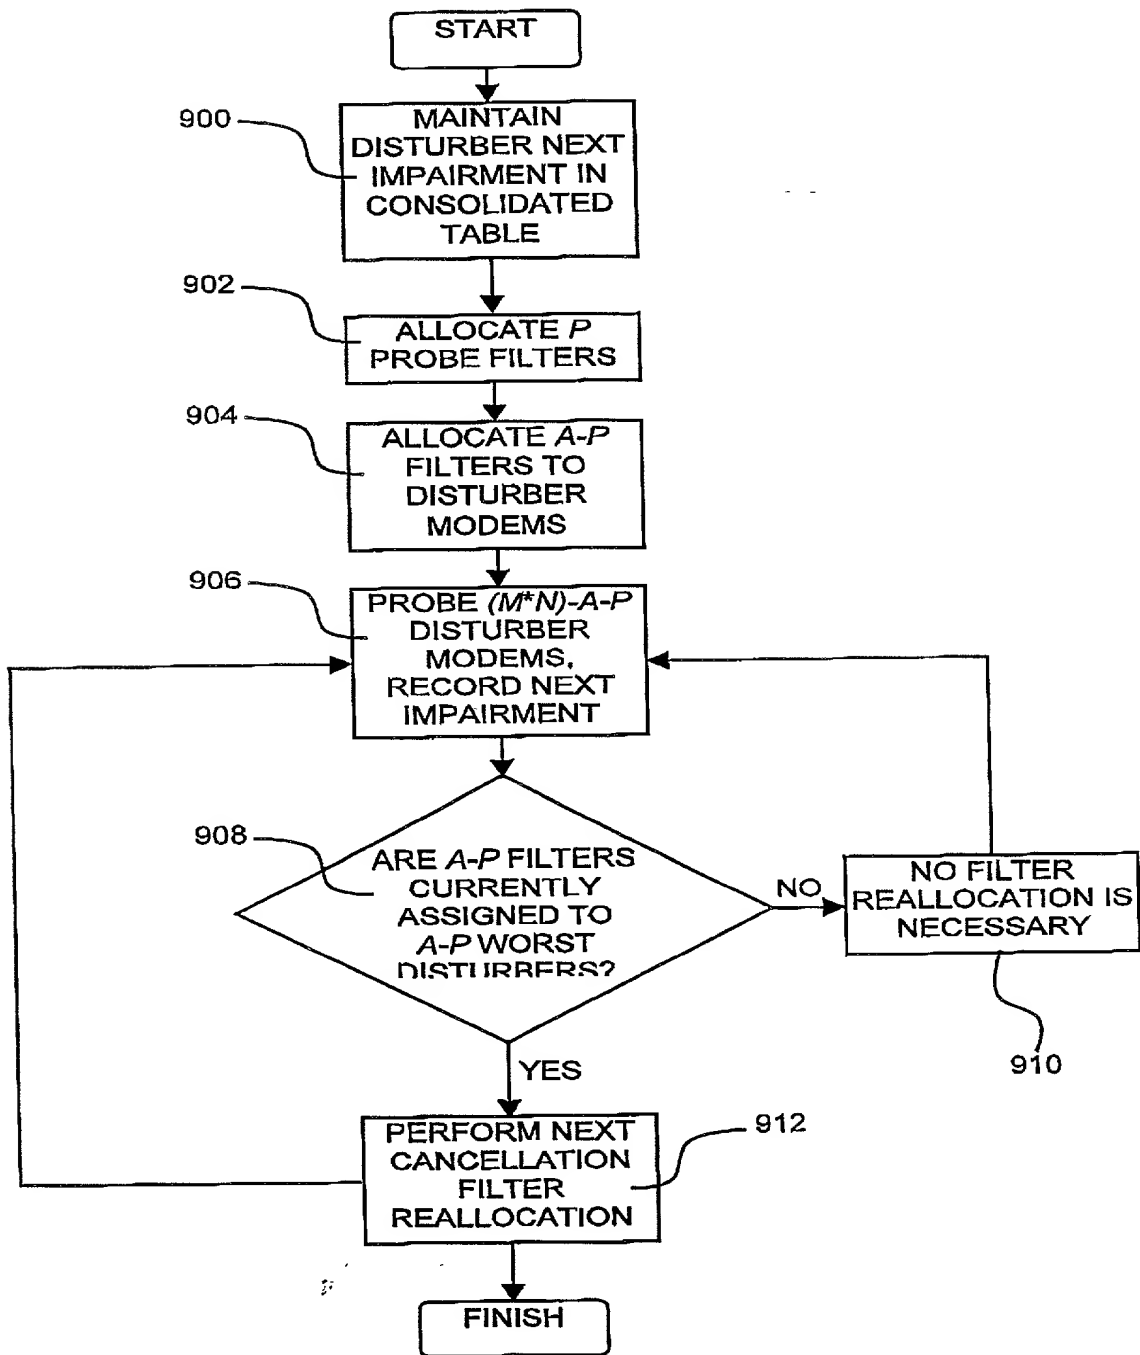 START
900
MAINTAIN
DISTURBER NEXT
IMPAIRMENT IN
CONSOLIDATED
TABLE
902
ALLOCATE P
PROBE FILTERS
904
ALLOCATE A-P
FILTERS TO
DISTURBER
MODEMS
906
PROBE (M*N)-A-P
DISTURBER
MODEMS,
RECORD NEXT
IMPAIRMENT
908
ARE A-P FILTERS
CURRENTLY
ASSIGNED TO
A-P WORST
DISTURBERS?
NO
NO FILTER
REALLOCATION IS
NECESSARY
910
YES
PERFORM NEXT
CANCELLATION
FILTER
REALLOCATION
912
FINISH